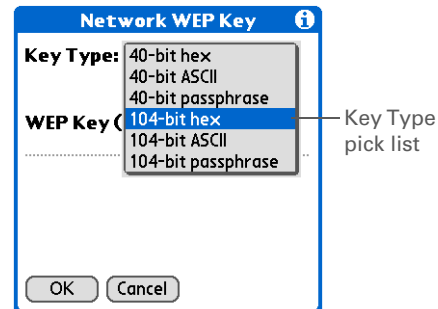 Network WEP Key i
Key Type: 40-bit hex
40-bit ASCII
40-bit passphrase
WEP Key ( 104-bit hex
104-bit ASCII
104-bit passphrase
Key Type
pick list
OK Cancel